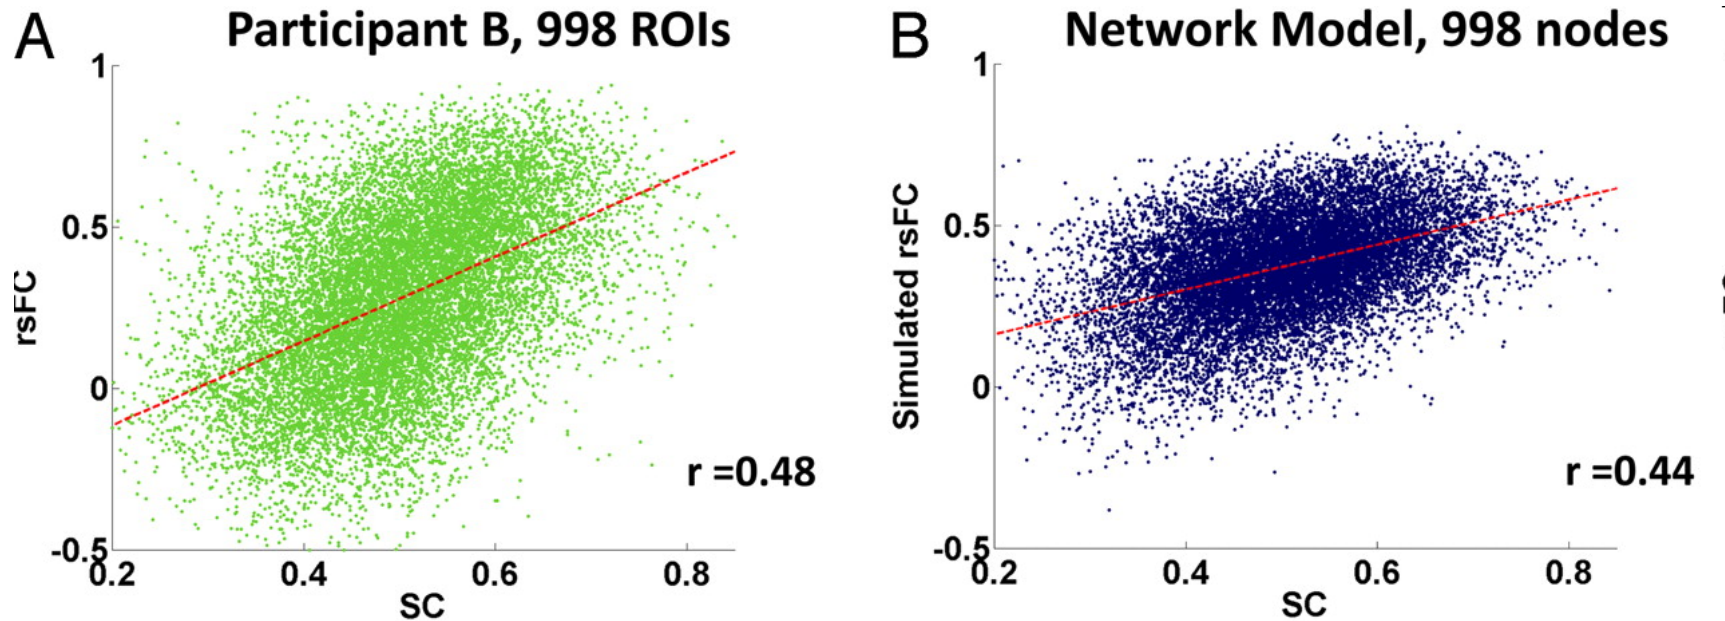 A
Participant B, 998 ROIs
1
0.5
0
-0.5
rsFC
0.2
0.4
0.6
0.8
SC
r =0.48
B
Network Model, 998 nodes
1
0.5
0
-0.5
Simulated rsFC
0.2
0.4
0.6
0.8
SC
r =0.44